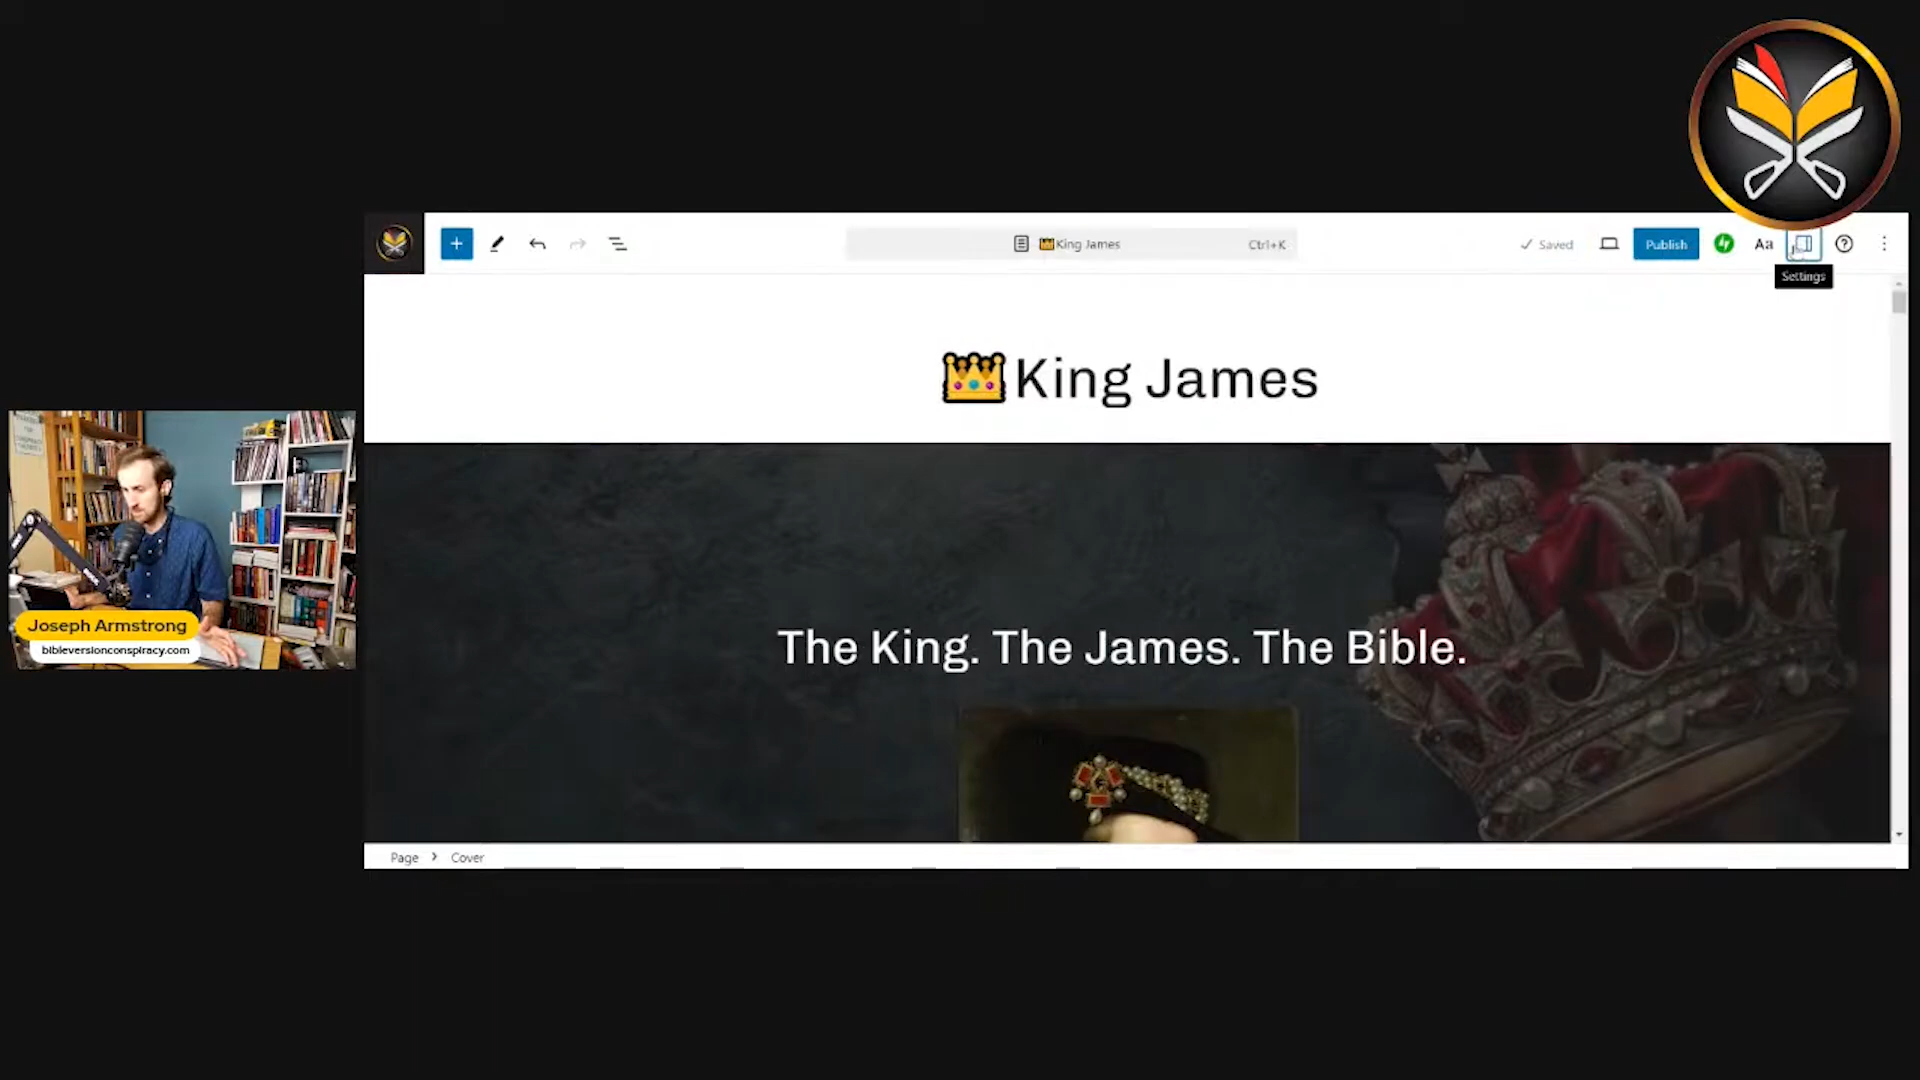 👑King James
Ctrl+K
Saved
Publish
Aa
Settings
👑King James
The King. The James. The Bible.
Joseph Armstrong
bibleversionconspiracy.com
Page > Cover